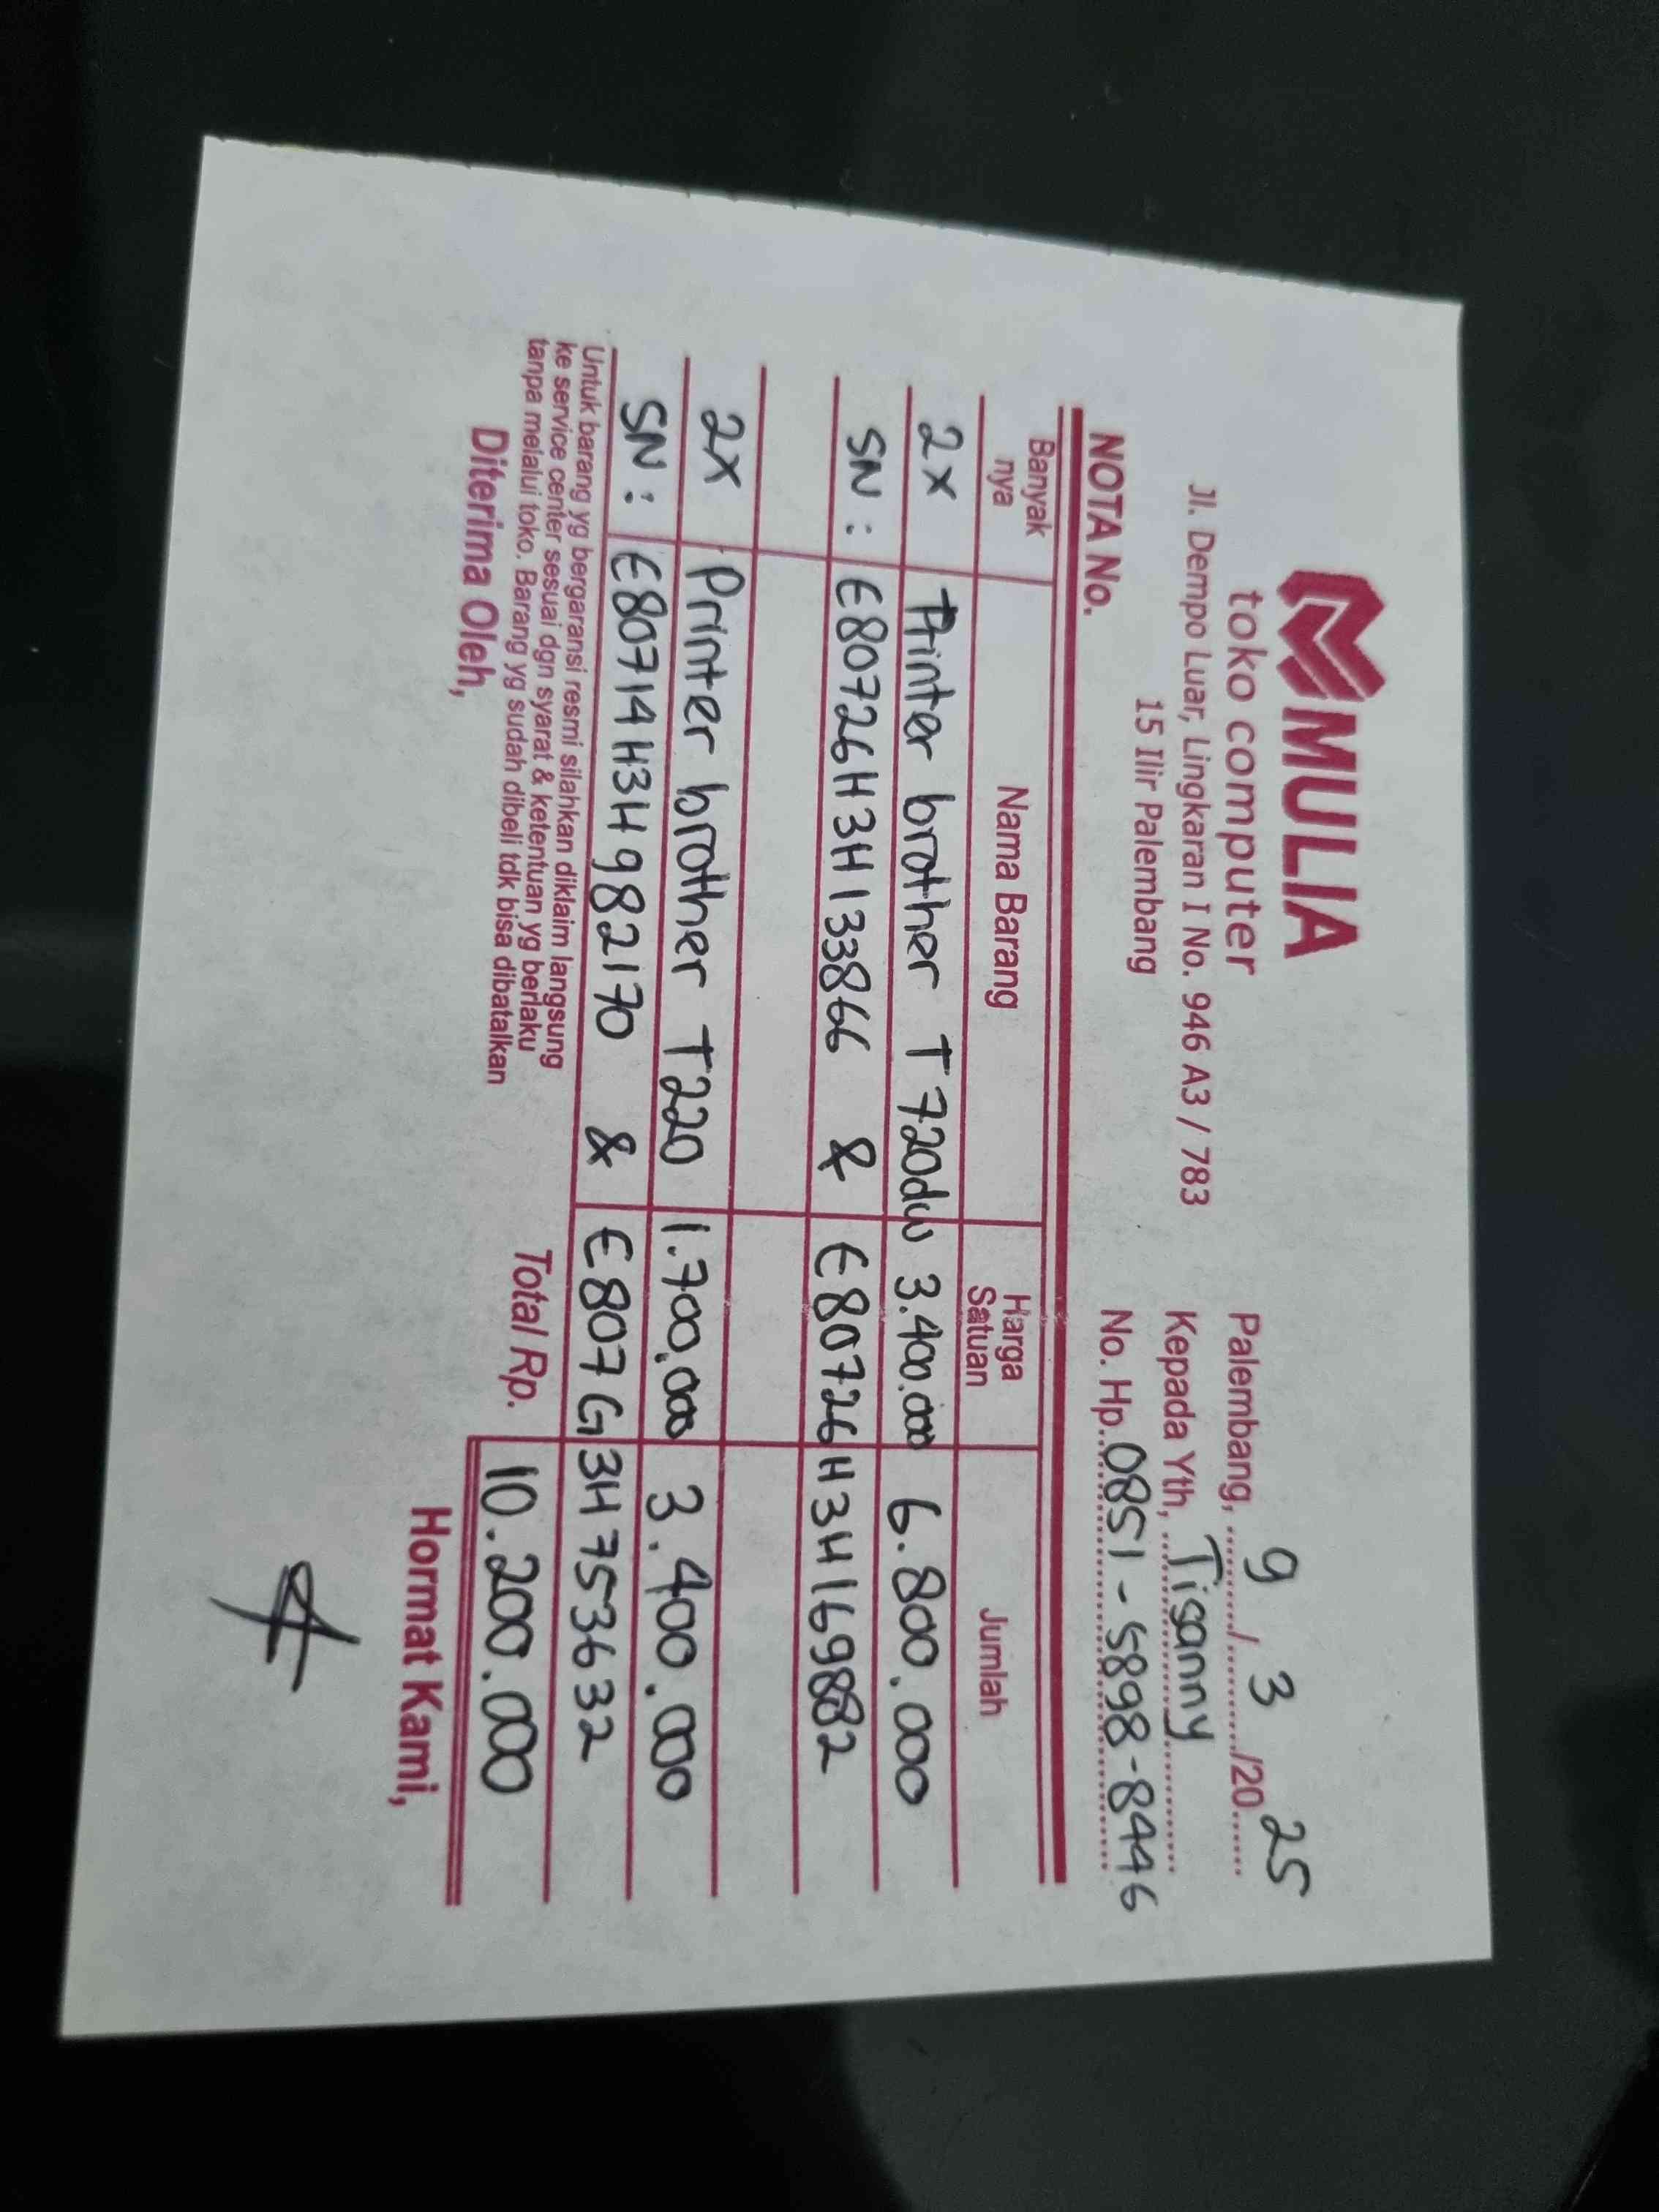 MULIA
toko computer
Jl. Dempo Luar, Lingkaran I No. 946 A3 / 783
15 Ilir Palembang
Palembang, 9 / 3 /20 25
Kepada Yth, Tisanny
No. Hp. 0851-5898-8446
NOTA No.
Banyak nya Nama Barang Harga Satuan Jumlah
2x Printer brother T720dw 3.400.000 6.800.000
SN : E80726H3H133866 & E80726H3H169882
2x Printer brother T220 1.700.000 3.400.000
SN : E80714H3H982170 & E807G3H753632
Untuk barang yg bergaransi resmi silahkan diklaim langsung
ke service center sesuai dgn syarat & ketentuan yg berlaku
tanpa melalui toko. Barang yg sudah dibeli tdk bisa dibatalkan
Total Rp. 10.200.000
Diterima Oleh, Hormat Kami,